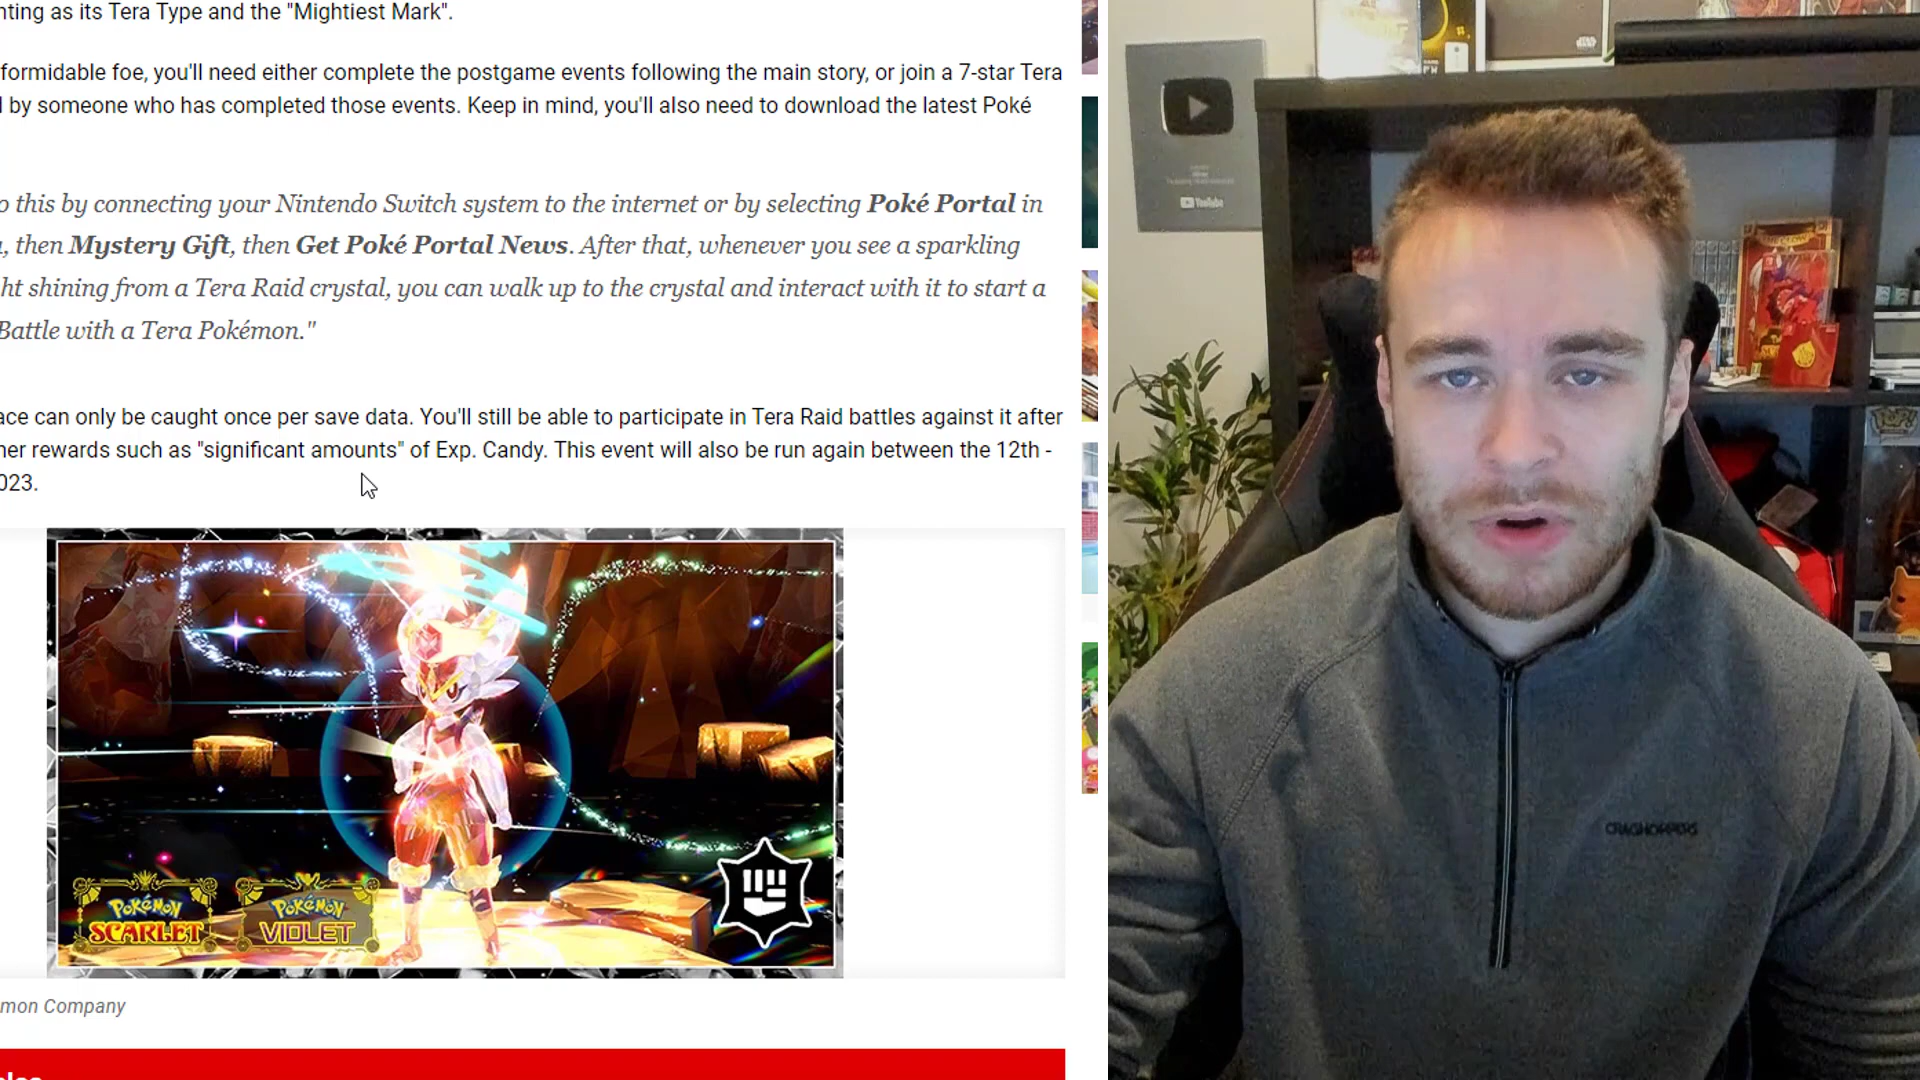 nting as its Tera Type and the "Mightiest Mark".
formidable foe, you'll need either complete the postgame events following the main story, or join a 7-star Tera
l by someone who has completed those events. Keep in mind, you'll also need to download the latest Poké
o this by connecting your Nintendo Switch system to the internet or by selecting Poké Portal in
, then Mystery Gift, then Get Poké Portal News. After that, whenever you see a sparkling
ht shining from a Tera Raid crystal, you can walk up to the crystal and interact with it to start a
Battle with a Tera Pokémon."
ace can only be caught once per save data. You'll still be able to participate in Tera Raid battles against it after
her rewards such as "significant amounts" of Exp. Candy. This event will also be run again between the 12th -
023.
POKéMON
SCARLET
POKéMON
VIOLET
mon Company
YouTube
STAR WARS
POP!
CRAGHOPPERS